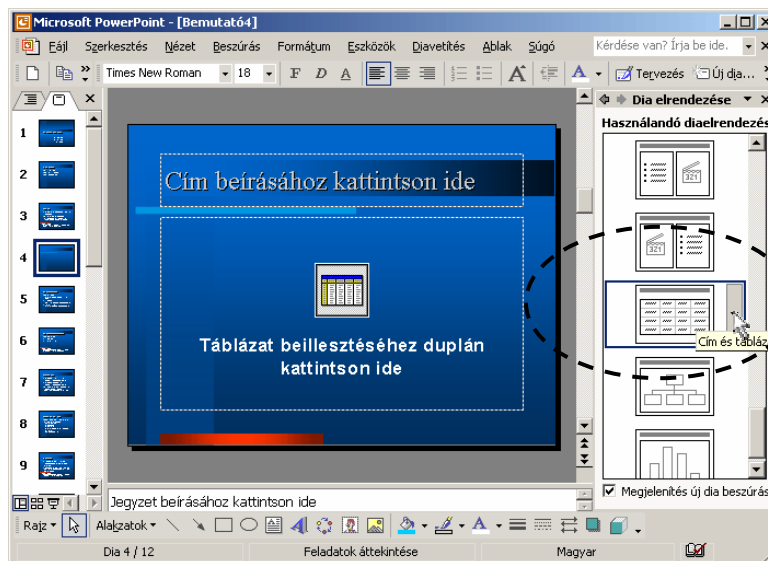 Microsoft PowerPoint - [Bemutató4]
Fájl Szerkesztés Nézet Beszúrás Formátum Eszközök Diavetítés Ablak Súgó Kérdése van? Írja be ide.
Times New Roman 18 F D A A A Tervezés Új dia...
Dia elrendezése
Használandó diaelrendezés
1
2
3
4
5
6
7
8
9
Cím beírásához kattintson ide
Táblázat beillesztéséhez duplán
kattintson ide
321
321
Cím és tábláz
Megjelenítés új dia beszúrás
Jegyzet beírásához kattintson ide
Rajz Alakzatok A A
Dia 4 / 12 Feladatok áttekintése Magyar